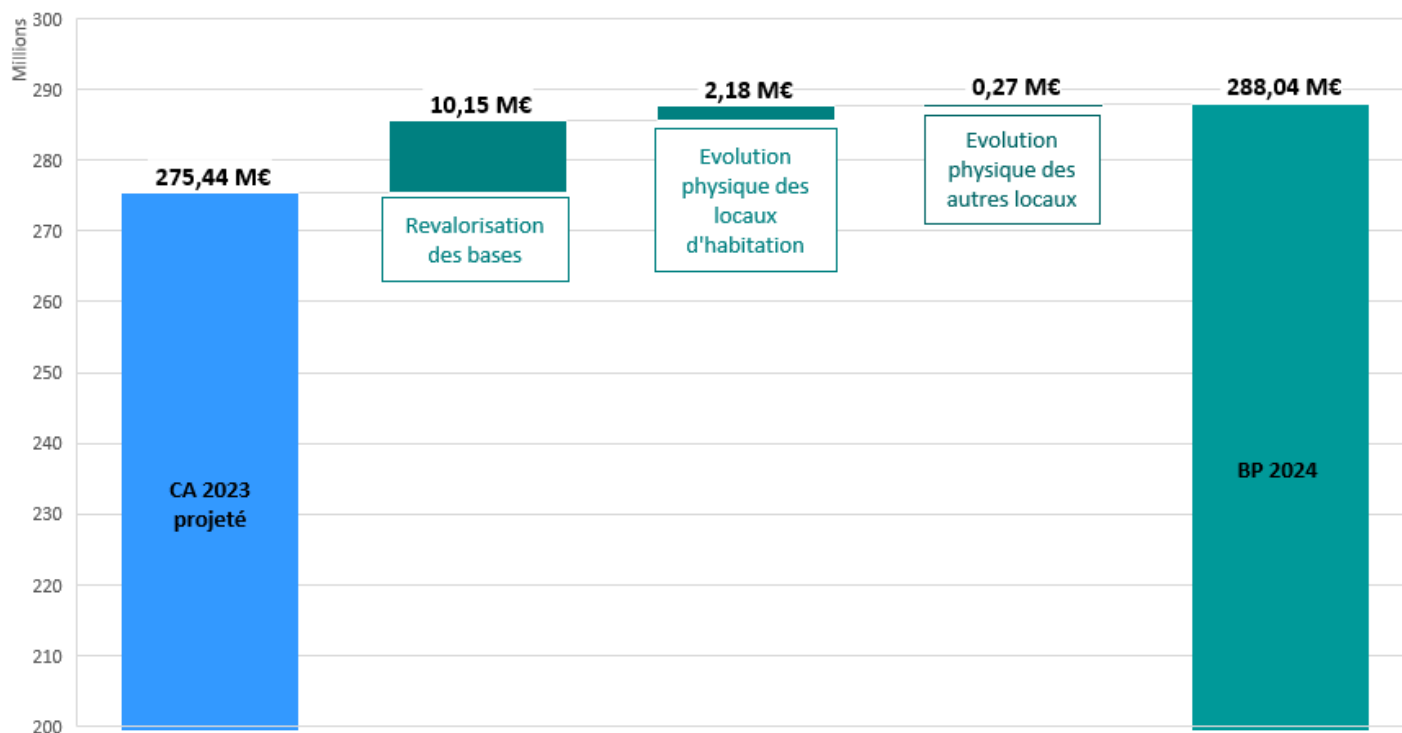 Millions
300
290
280
270
260
250
240
230
220
210
200
275,44 M€
CA 2023
projeté
10,15 M€
Revalorisation
des bases
2,18 M€
Evolution
physique des
locaux
d'habitation
0,27 M€
Evolution
physique des
autres locaux
288,04 M€
BP 2024